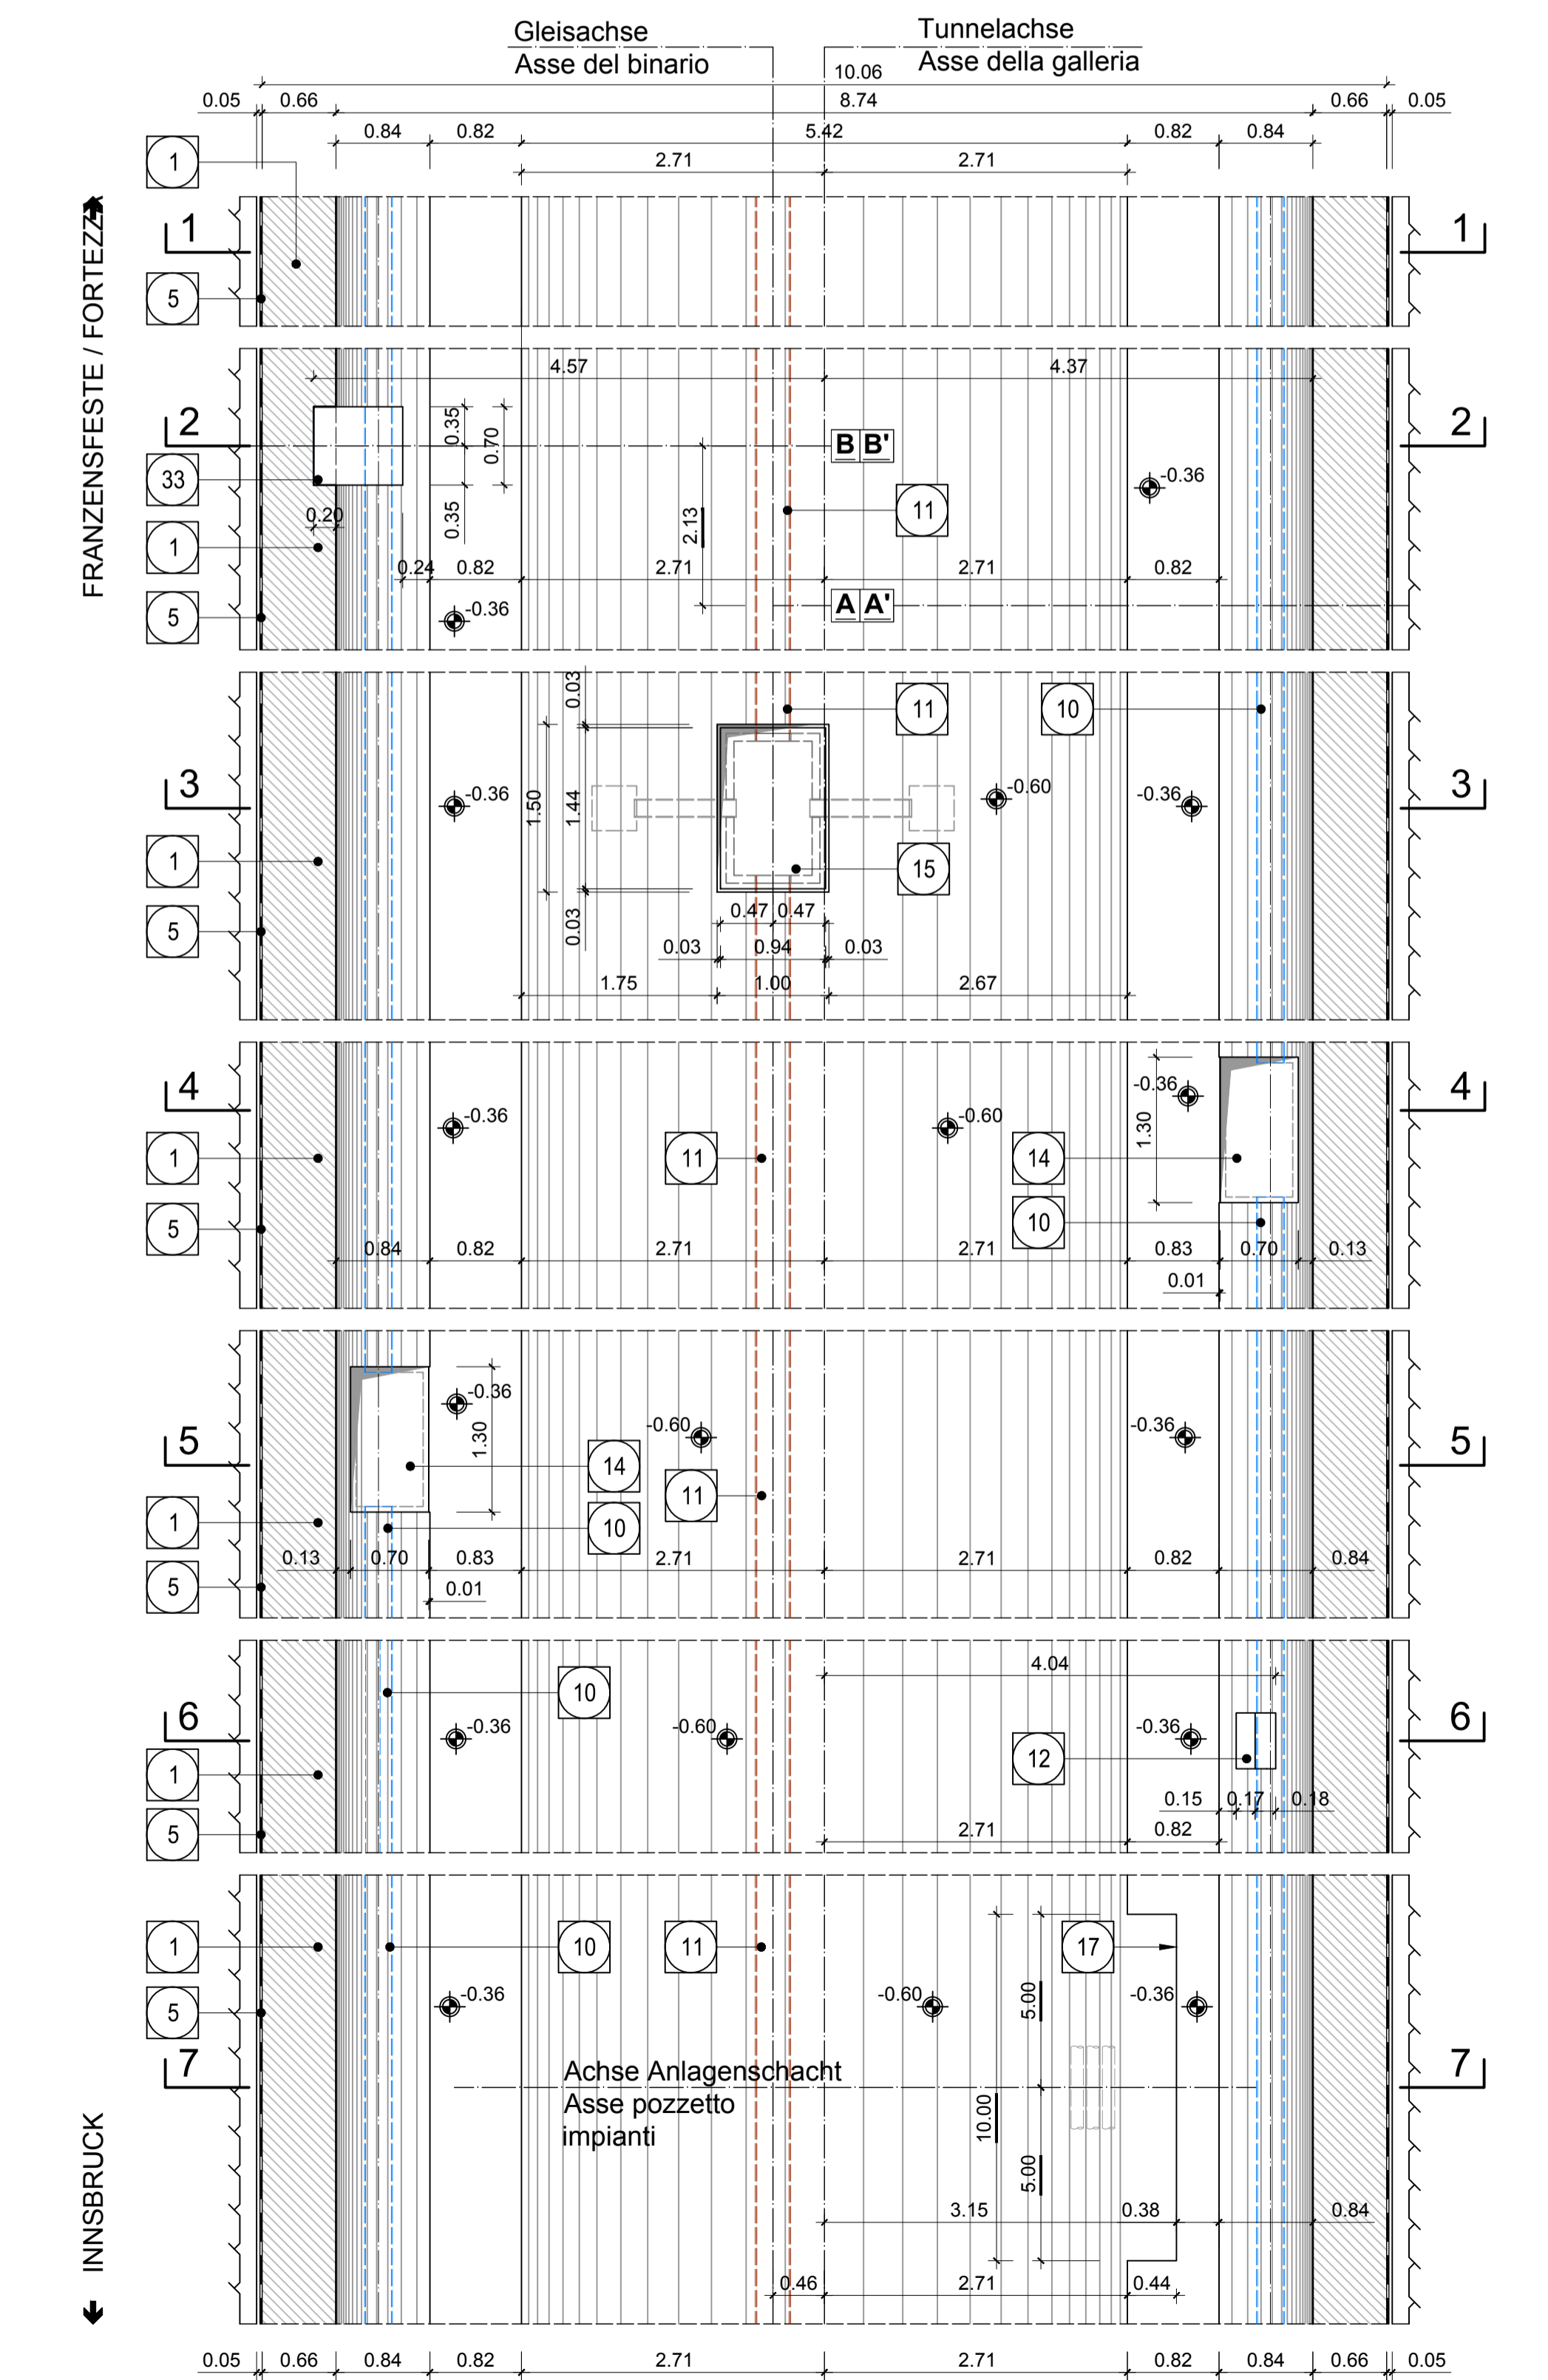 Gleisachse
Asse del binario
Tunnelachse
Asse della galleria
10.06
0.05 0.66 8.74 0.66 0.05
0.84 0.82 5.42 0.82 0.84
2.71 2.71
1
FRANZENSFESTE / FORTEZZA
1 1
5
4.57 4.37
2 2
0.35 0.70
B B'
33
-0.36
11
0.20 0.35 2.13
1
0.24 0.82 2.71 2.71 0.82
A A'
5
-0.36
0.03
11 10
3 3
-0.36 1.50 1.44 -0.60 -0.36
1
15
5
0.03
0.47 0.47
0.03 0.94 0.03
1.75 1.00 2.67
4 4
-0.36
-0.36 -0.60 1.30
1 11 14
5 10
0.84 0.82 2.71 2.71 0.83 0.70 0.13
0.01
-0.36
5 5
1.30 -0.60 -0.36
14
11
1 10
0.13 0.70 0.83 2.71 2.71 0.82 0.84
5
0.01
4.04
10
6 6
-0.36 -0.60 -0.36
12
1
0.15 0.17 0.18
5
2.71 0.82
1 10 11 17
5
-0.36 -0.60 5.00 -0.36
7 7
Achse Anlagenschacht
Asse pozzetto
impianti
10.00
5.00
INNSBRUCK
3.15 0.38 0.84
0.46 2.71 0.44
0.05 0.66 0.84 0.82 2.71 2.71 0.82 0.84 0.66 0.05